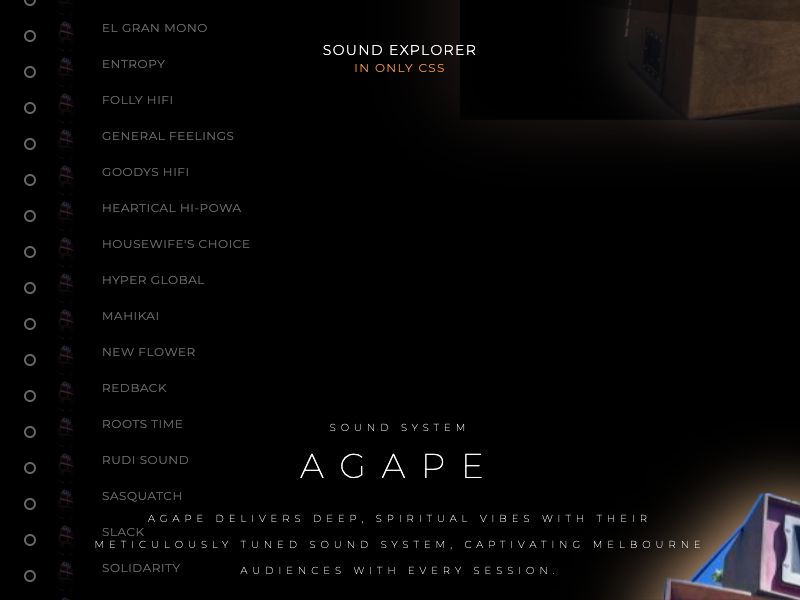 EL GRAN MONO
ENTROPY
FOLLY HIFI
GENERAL FEELINGS
GOODYS HIFI
HEARTICAL HI-POWA
HOUSEWIFE'S CHOICE
HYPER GLOBAL
MAHIKAI
NEW FLOWER
REDBACK
ROOTS TIME
RUDI SOUND
SASQUATCH
SLACK
SOLIDARITY
SOUND EXPLORER
IN ONLY CSS
SOUND SYSTEM
AGAPE
AGAPE DELIVERS DEEP, SPIRITUAL VIBES WITH THEIR
METICULOUSLY TUNED SOUND SYSTEM, CAPTIVATING MELBOURNE
AUDIENCES WITH EVERY SESSION.